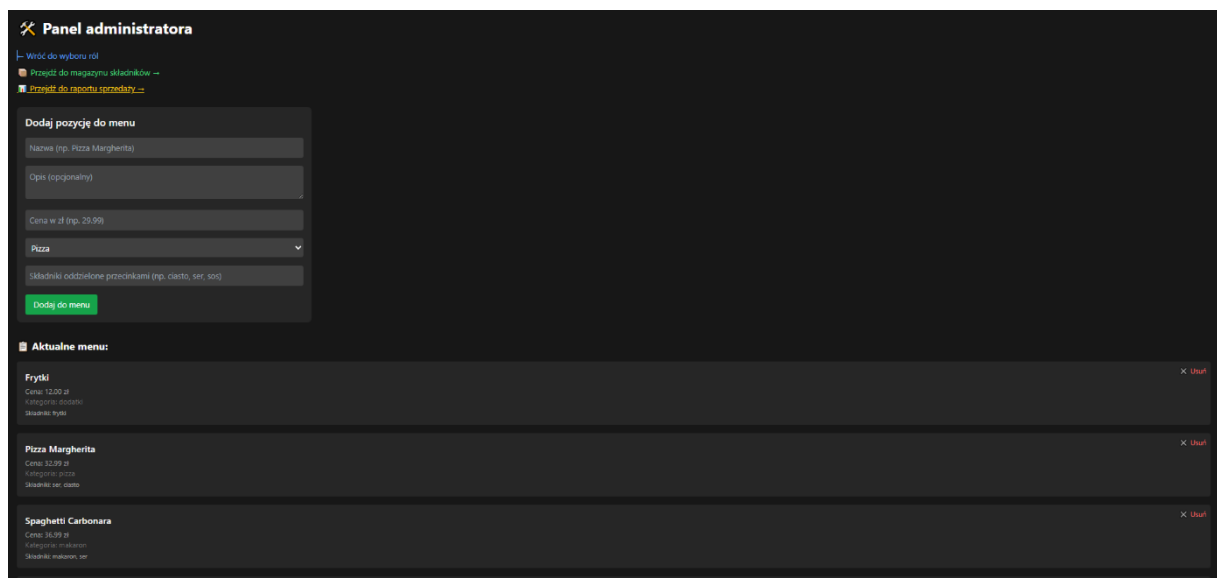 Panel administratora
← Wróć do wyboru ról
Przejdź do magazynu składników →
Przejdź do raportu sprzedaży →
Dodaj pozycję do menu
Nazwa (np. Pizza Margherita)
Opis (opcjonalny)
Cena w zł (np. 29.99)
Pizza
Składniki oddzielone przecinkami (np. ciasto, ser, sos)
Dodaj do menu
Aktualne menu:
Frytki
✕ Usuń
Cena: 12.00 zł
Kategoria: dodatki
Składniki: frytki
Pizza Margherita
✕ Usuń
Cena: 32.99 zł
Kategoria: pizza
Składniki: ser, ciasto
Spaghetti Carbonara
✕ Usuń
Cena: 36.99 zł
Kategoria: makaron
Składniki: makaron, ser